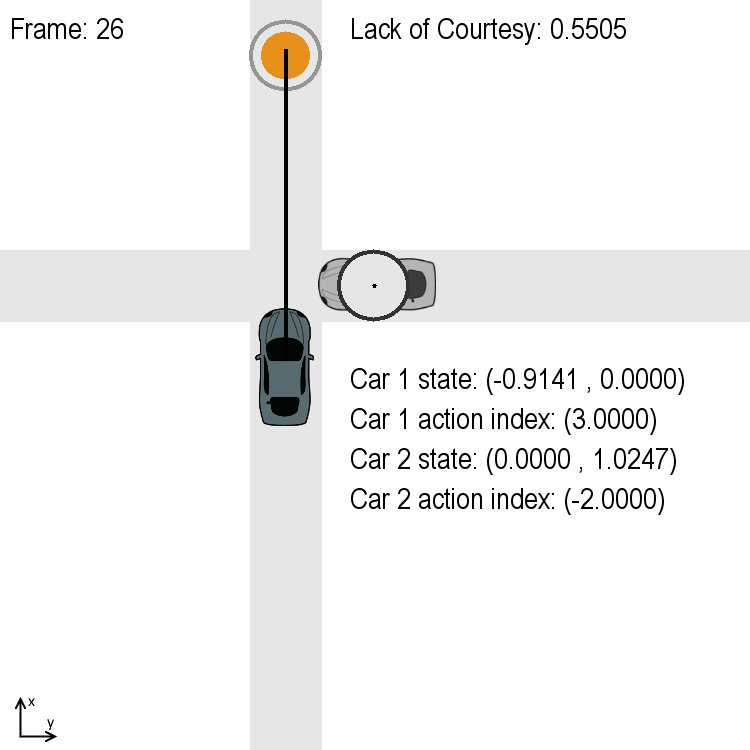 Frame: 26
Lack of Courtesy: 0.5505
Car 1 state: (-0.9141 , 0.0000)
Car 1 action index: (3.0000)
Car 2 state: (0.0000 , 1.0247)
Car 2 action index: (-2.0000)
x
y